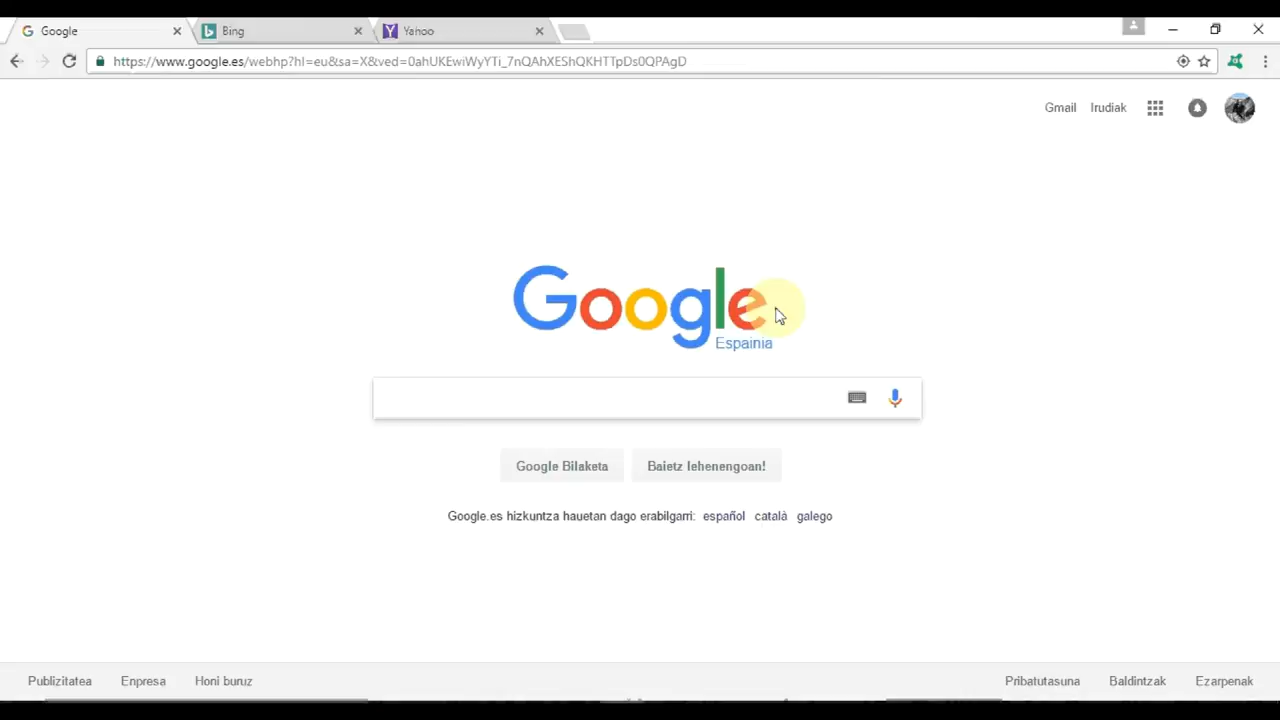 Google
Bing
Yahoo
https://www.google.es/webhp?hl=eu&sa=X&ved=0ahUKEwiWyYTi_7nQAhXEShQKHTTpDs0QPAgD
Gmail Irudiak
Google
Espainia
Google Bilaketa
Baietz lehenengoan!
Google.es hizkuntza hauetan dago erabilgarri: español català galego
Publizitatea Enpresa Honi buruz
Pribatutasuna Baldintzak Ezarpenak